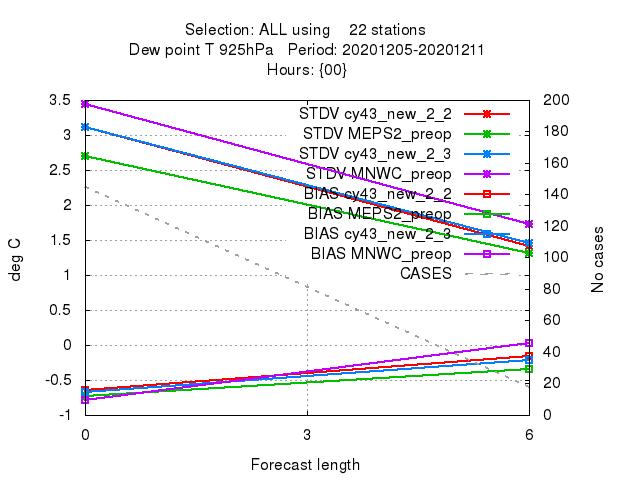 Selection: ALL using    22 stations
Dew point T 925hPa   Period: 20201205-20201211
Hours: {00}
3.5
3
2.5
2
1.5
1
0.5
0
-0.5
-1
deg C
STDV cy43_new_2_2
STDV MEPS2_preop
STDV cy43_new_2_3
STDV MNWC_preop
BIAS cy43_new_2_2
BIAS MEPS2_preop
BIAS cy43_new_2_3
BIAS MNWC_preop
CASES
200
180
160
140
120
100
80
60
40
20
0
No cases
0 3 6
Forecast length